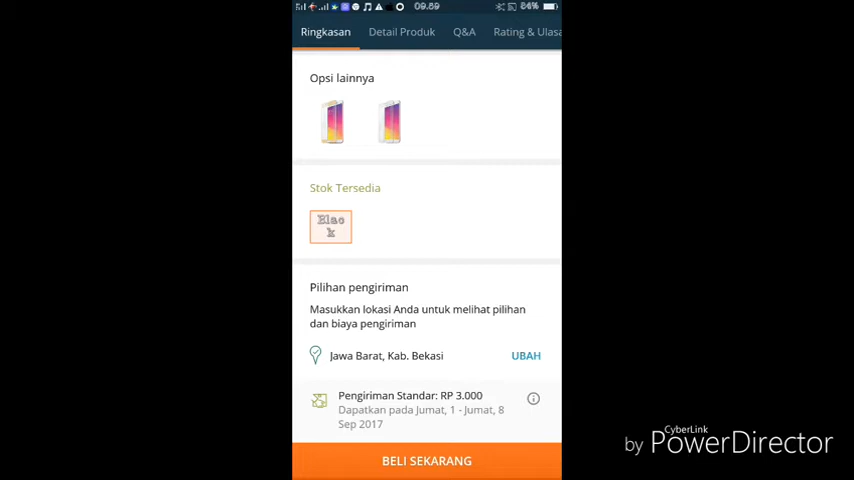 09.59
84%
Ringkasan
Detail Produk
Q&A
Rating & Ulasa
Opsi lainnya
Stok Tersedia
Blac
k
Pilihan pengiriman
Masukkan lokasi Anda untuk melihat pilihan
dan biaya pengiriman
Jawa Barat, Kab. Bekasi
UBAH
Pengiriman Standar: RP 3.000
Dapatkan pada Jumat, 1 - Jumat, 8
Sep 2017
BELI SEKARANG
by CyberLink PowerDirector